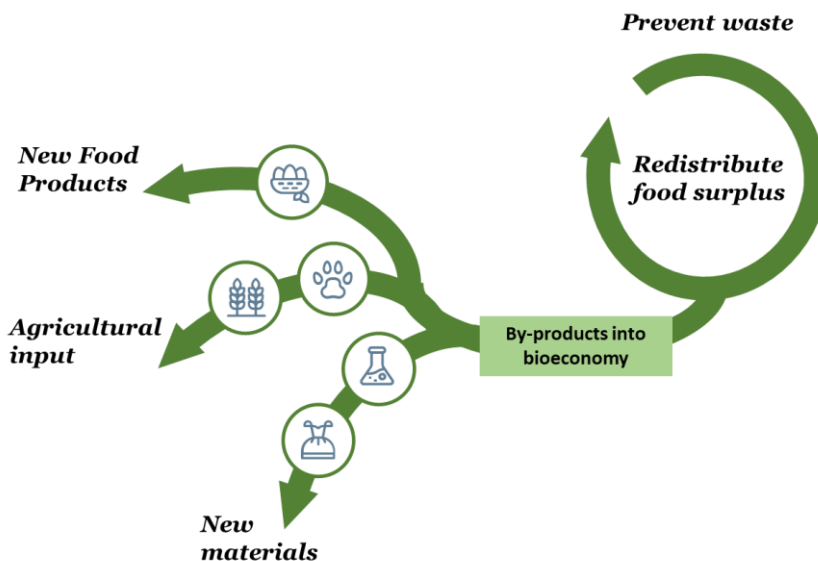 Prevent waste
Redistribute
food surplus
New Food
Products
Agricultural
input
By-products into
bioeconomy
New
materials